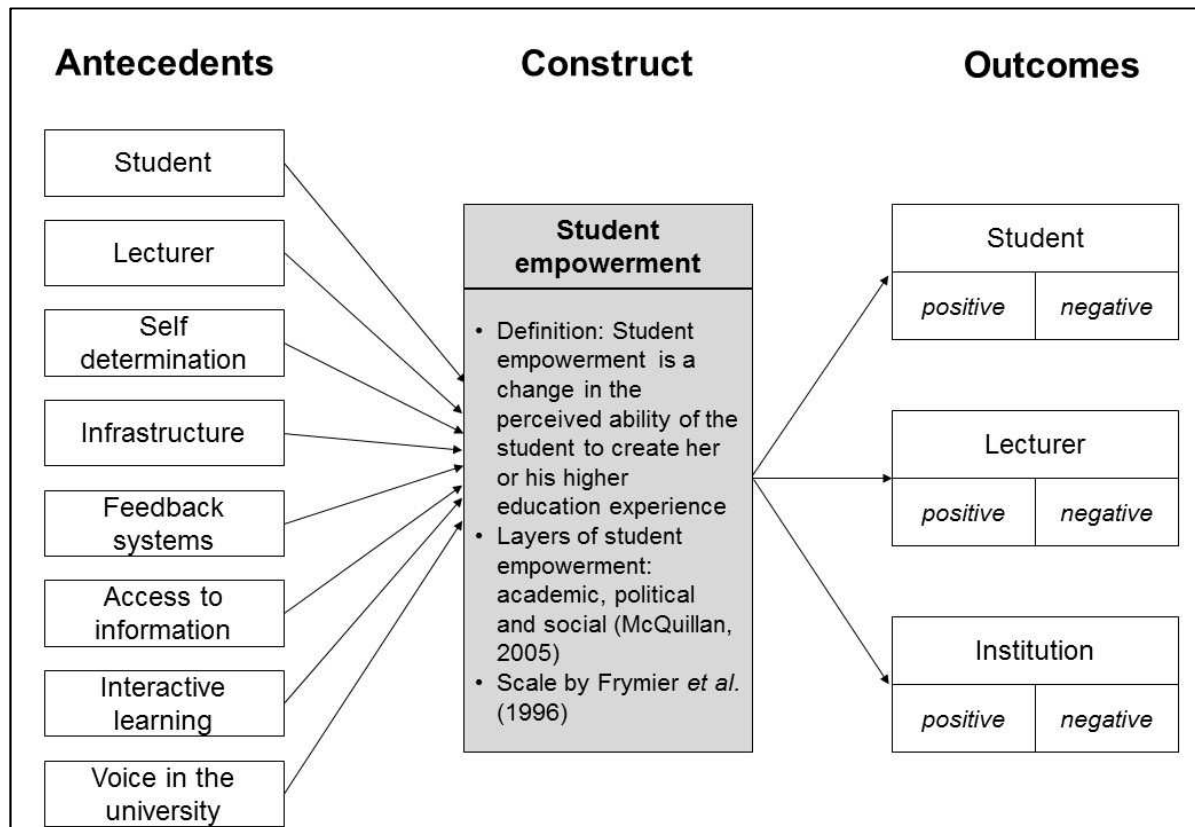 Antecedents
Student
Lecturer
Self
determination
Infrastructure
Feedback
systems
Access to
information
Interactive
learning
Voice in the
university
Construct
Student
empowerment
• Definition: Student
empowerment is a
change in the
perceived ability of the
student to create her
or his higher
education experience
• Layers of student
empowerment:
academic, political
and social (McQuillan,
2005)
• Scale by Frymier et al.
(1996)
Outcomes
Student
positive negative
Lecturer
positive negative
Institution
positive negative